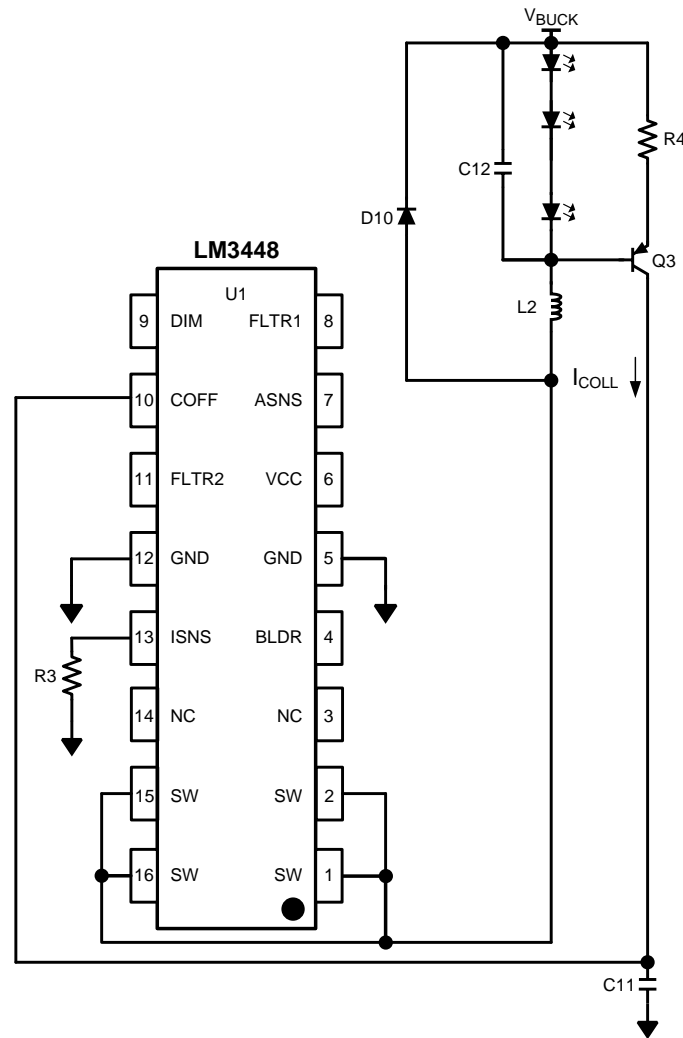 VBUCK
R4
C12
D10
Q3
LM3448
U1
L2
9 DIM FLTR1 8
ICOLL
10 COFF ASNS 7
11 FLTR2 VCC 6
12 GND GND 5
13 ISNS BLDR 4
R3
14 NC NC 3
15 SW SW 2
16 SW SW 1
C11